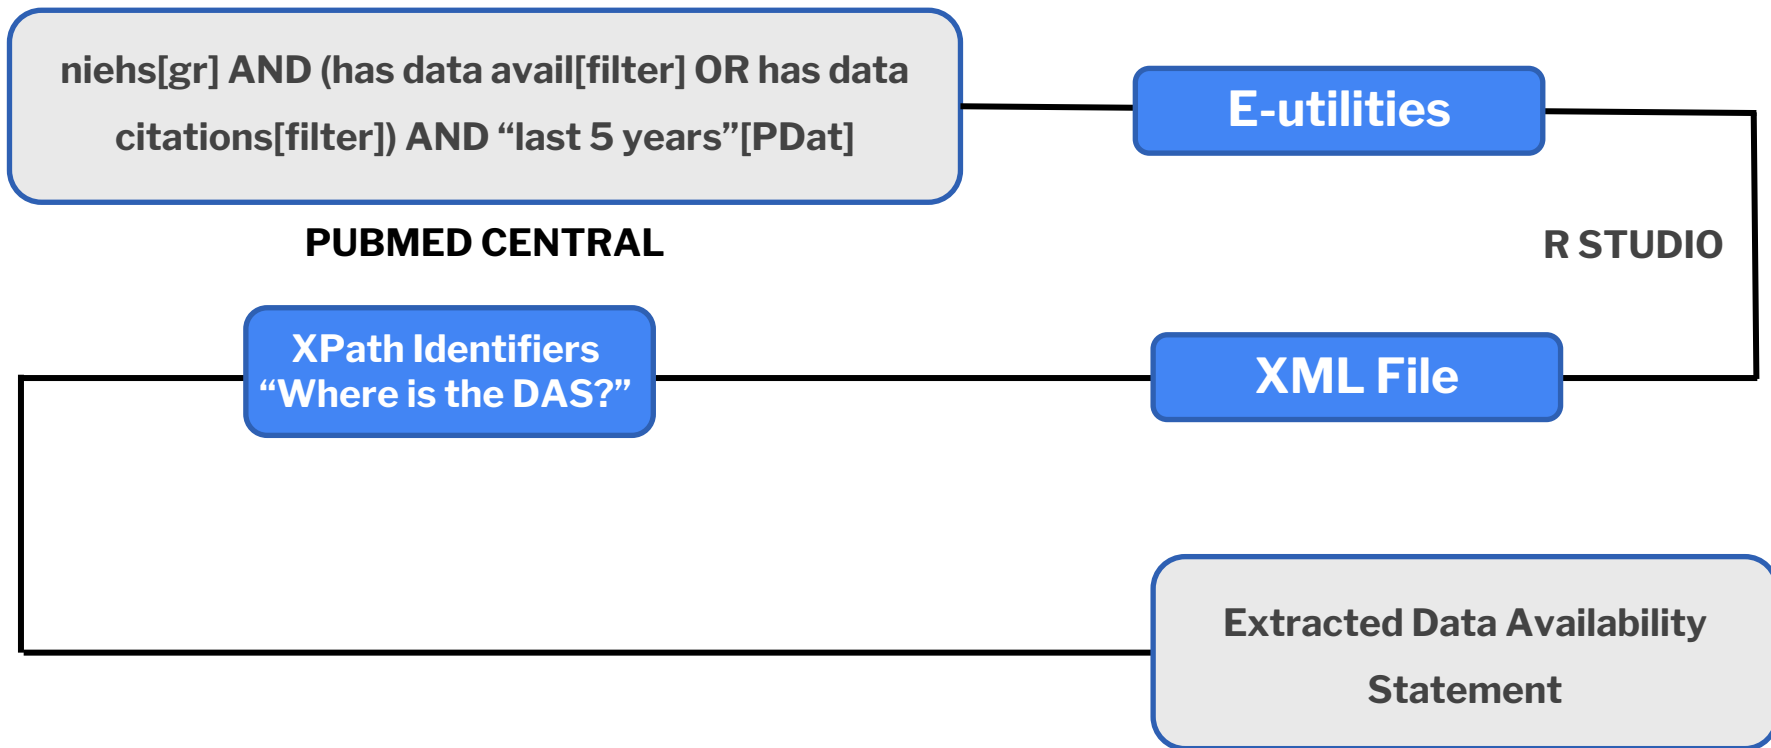 niehs[gr] AND (has data avail[filter] OR has data
citations[filter]) AND “last 5 years”[PDat]
E-utilities
PUBMED CENTRAL
R STUDIO
XPath Identifiers
“Where is the DAS?”
XML File
Extracted Data Availability
Statement